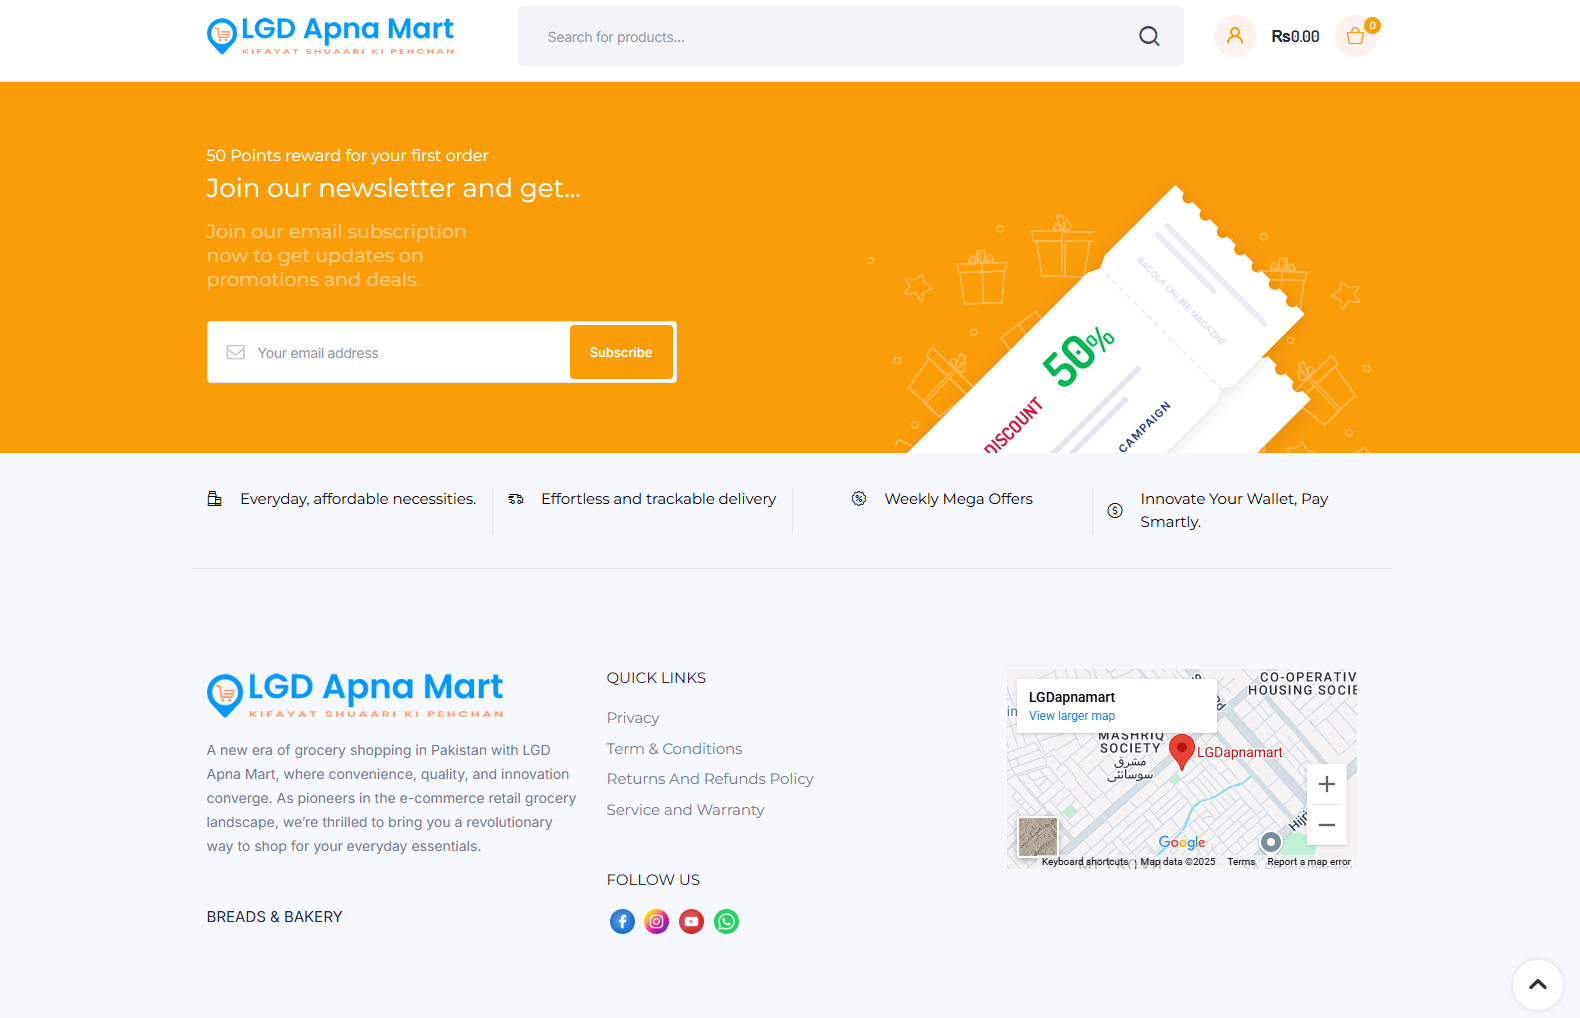 LGD Apna Mart
KIFAYAT SHUAARI KI PEHCHAN
Search for products...
Rs0.00
0
50 Points reward for your first order
Join our newsletter and get...
Join our email subscription
now to get updates on
promotions and deals.
Your email address
Subscribe
BACOLA ONLINE MAGAZINE
50%
DISCOUNT
CAMPAIGN
Everyday, affordable necessities.
Effortless and trackable delivery
Weekly Mega Offers
Innovate Your Wallet, Pay
Smartly.
LGD Apna Mart
KIFAYAT SHUAARI KI PEHCHAN
A new era of grocery shopping in Pakistan with LGD
Apna Mart, where convenience, quality, and innovation
converge. As pioneers in the e-commerce retail grocery
landscape, we're thrilled to bring you a revolutionary
way to shop for your everyday essentials.
BREADS & BAKERY
QUICK LINKS
Privacy
Term & Conditions
Returns And Refunds Policy
Service and Warranty
FOLLOW US
CO-OPERATIV
HOUSING SOCIE
LGDapnamart
View larger map
MASHRIQ
SOCIETY
مشرق
سوسائٹی
LGDapnamart
Google
Keyboard shortcuts
Map data ©2025
Terms
Report a map error